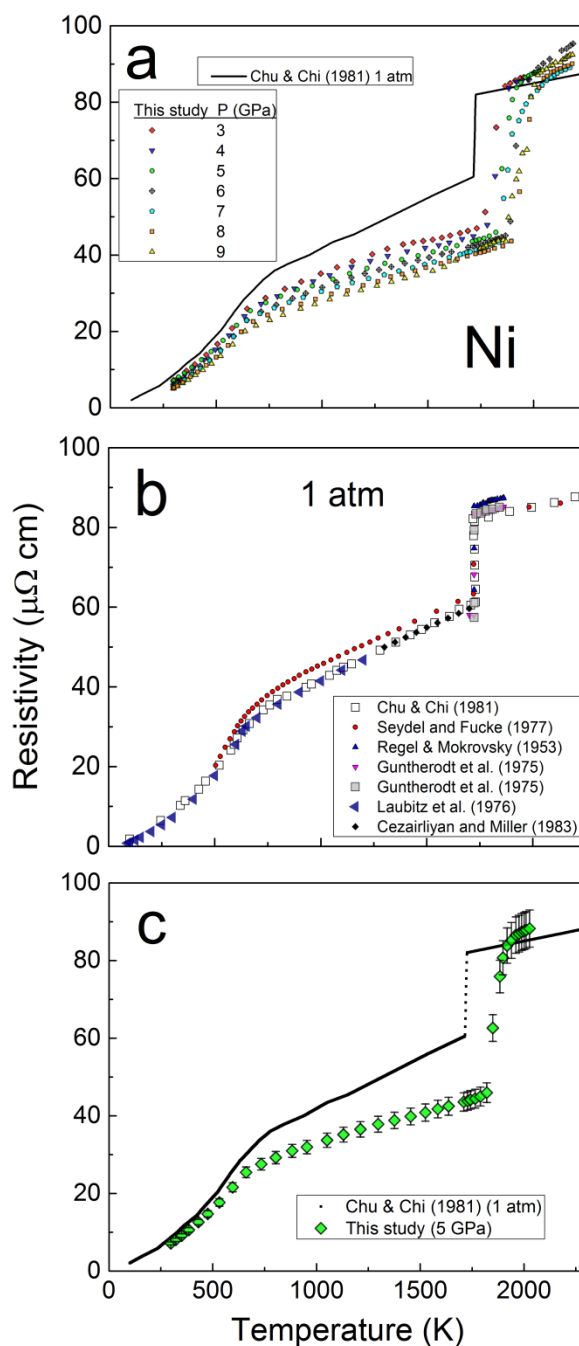 a
100
80
60
40
20
0
Chu & Chi (1981) 1 atm
This study P (GPa)
3
4
5
6
7
8
9
Ni
b
1 atm
100
80
60
40
20
0
Resistivity (μΩ cm)
Chu & Chi (1981)
Seydel and Fucke (1977)
Regel & Mokrovsky (1953)
Guntherodt et al. (1975)
Guntherodt et al. (1975)
Laubitz et al. (1976)
Cezairliyan and Miller (1983)
c
100
80
60
40
20
0
Chu & Chi (1981) (1 atm)
This study (5 GPa)
0 500 1000 1500 2000
Temperature (K)